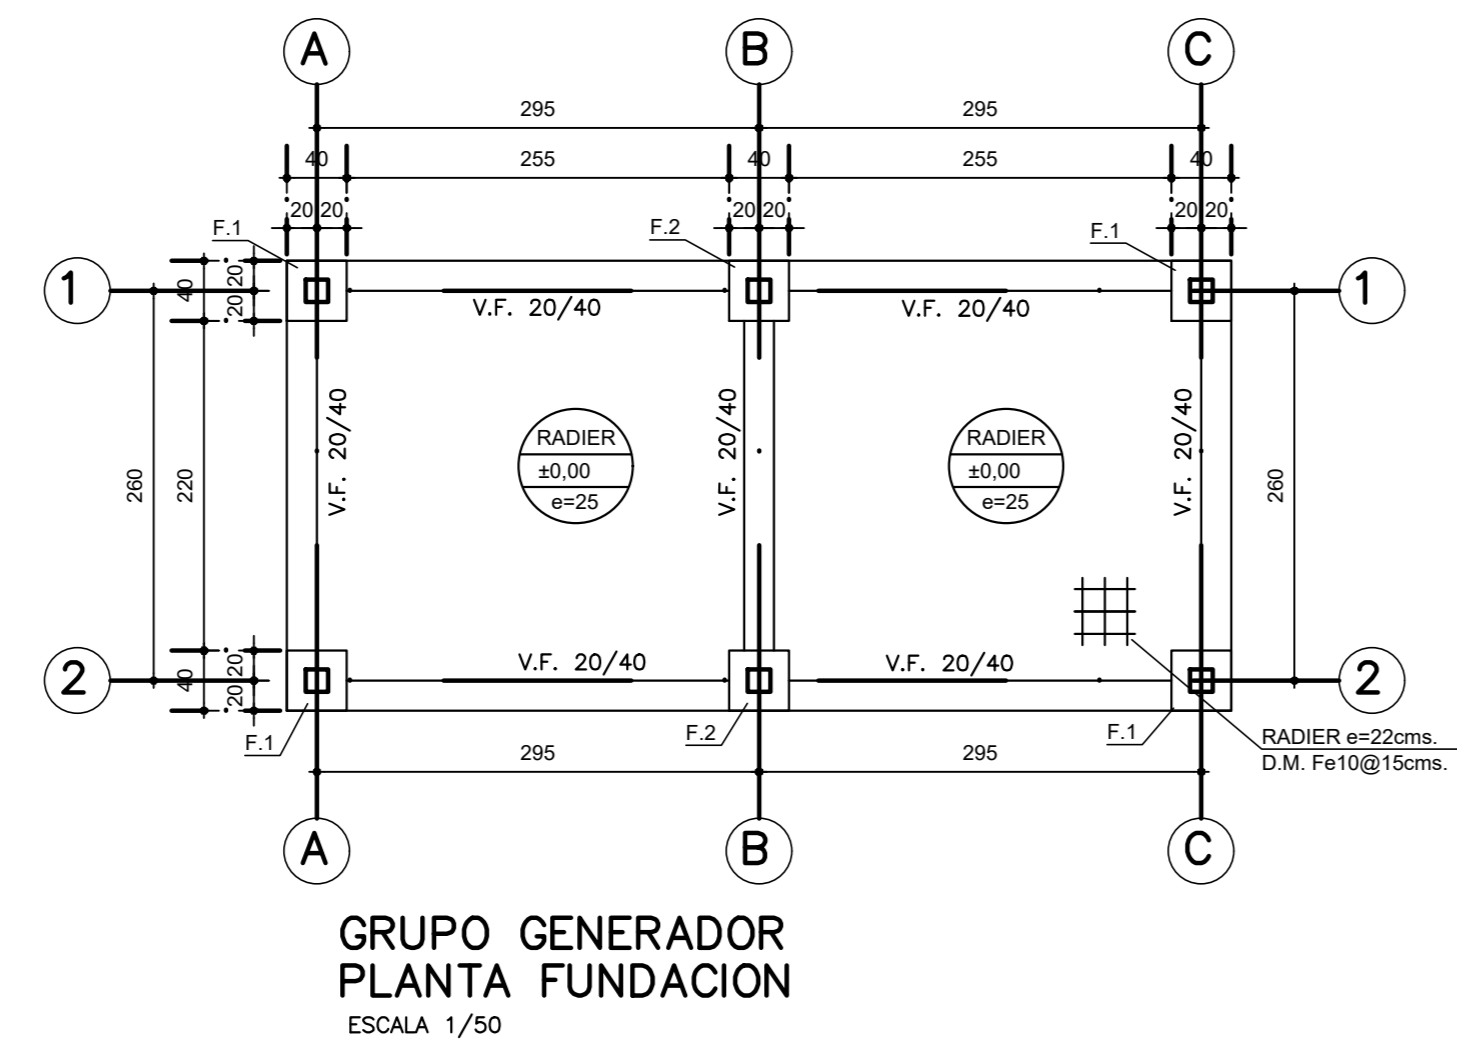 A B C
295 295
40 255 40 255 40
20 20 20 20 20 20
F.1 F.2 F.1
1 40 20 20 1
V.F. 20/40 V.F. 20/40
V.F. 20/40 V.F. 20/40 V.F. 20/40
RADIER RADIER
±0,00 ±0,00
e=25 e=25
260 220 260
V.F. 20/40 V.F. 20/40
2 40 20 20 2
F.1 F.2 F.1
295 295
RADIER e=22cms.
D.M. Fe10@15cms.
A B C
GRUPO GENERADOR
PLANTA FUNDACION
ESCALA 1/50